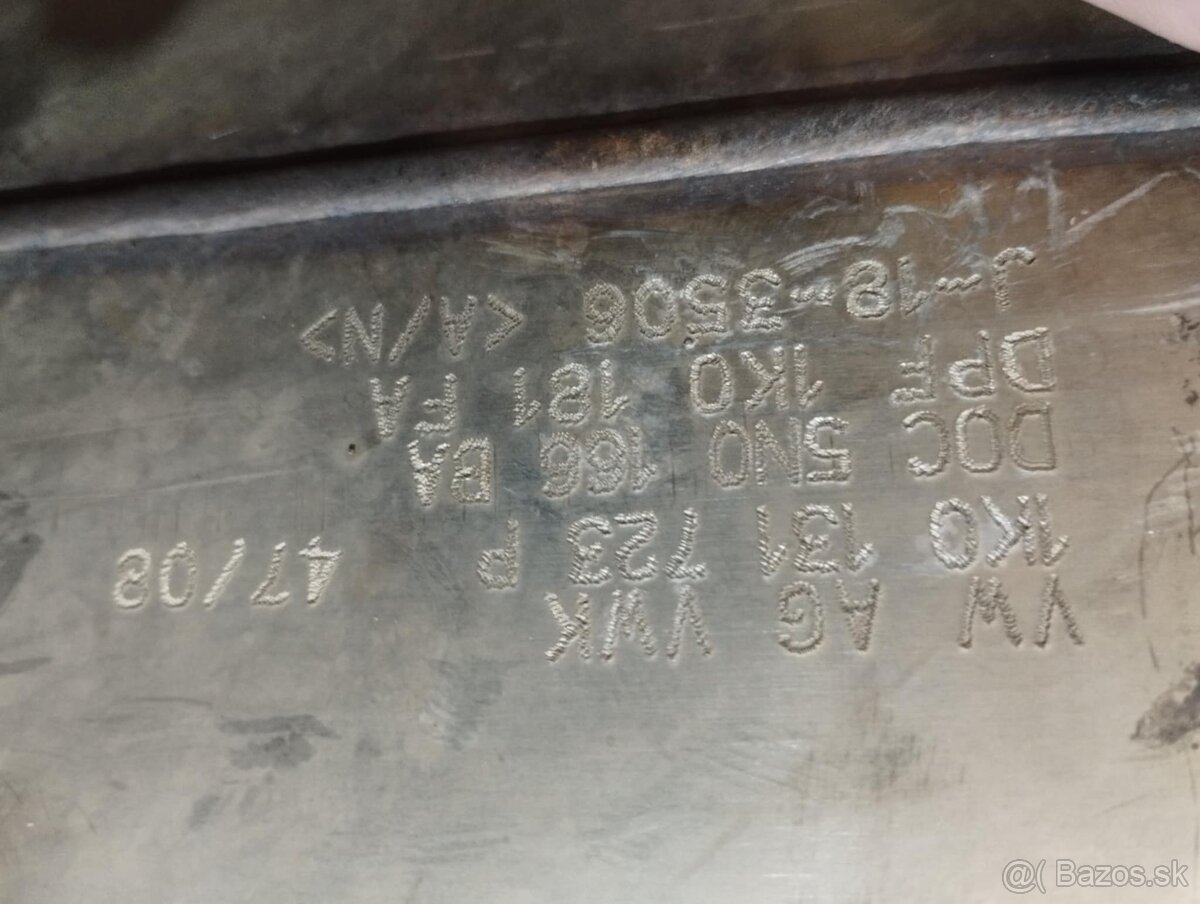 VW AG VWK
1K0 131 723 P 47/08
DOC 5N0 166 BA
DPF 1K0 181 FA
J-18-3506 <A/N>
@( Bazos.sk